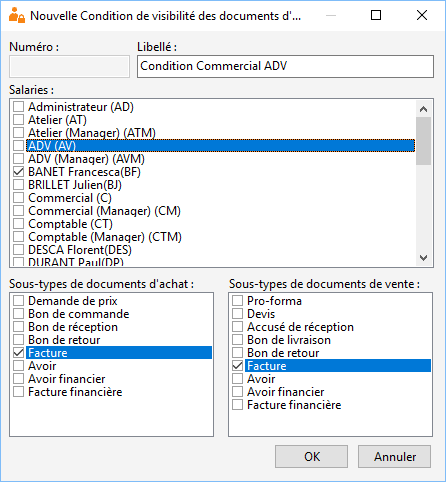 Nouvelle Condition de visibilité des documents d'...
Numéro : Libellé :
Condition Commercial ADV
Salaries :
Administrateur (AD)
Atelier (AT)
Atelier (Manager) (ATM)
ADV (AV)
ADV (Manager) (AVM)
BANET Francesca(BF)
BRILLET Julien(BJ)
Commercial (C)
Commercial (Manager) (CM)
Comptable (CT)
Comptable (Manager) (CTM)
DESCA Florent(DES)
DURANT Paul(DP)
Sous-types de documents d'achat :
Demande de prix
Bon de commande
Bon de réception
Bon de retour
Facture
Avoir
Avoir financier
Facture financière
Sous-types de documents de vente :
Pro-forma
Devis
Accusé de réception
Bon de livraison
Bon de retour
Facture
Avoir
Avoir financier
Facture financière
OK Annuler